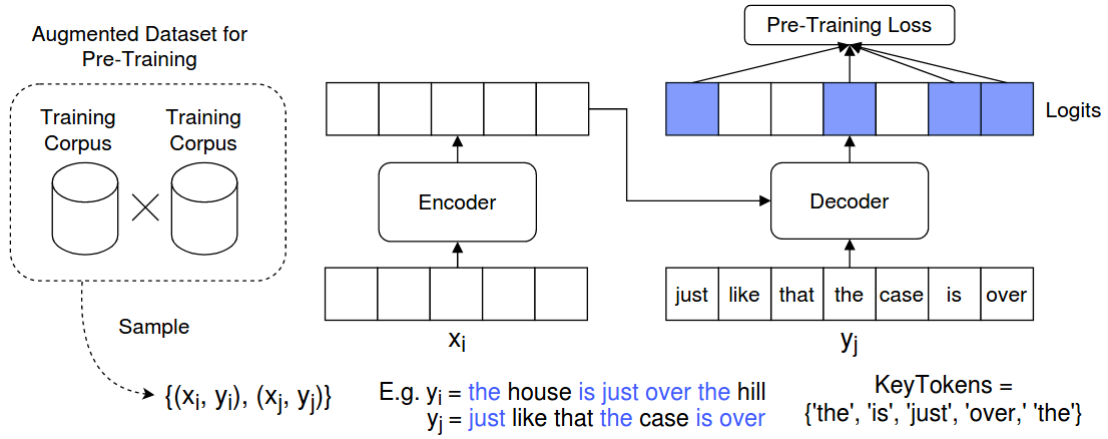 Augmented Dataset for
Pre-Training
Training
Corpus
Training
Corpus
Sample
{(xi, yi), (xj, yj)}
Encoder
xi
Pre-Training Loss
Logits
Decoder
just like that the case is over
yj
E.g. yi = the house is just over the hill
yj = just like that the case is over
KeyTokens =
{'the', 'is', 'just', 'over,' 'the'}